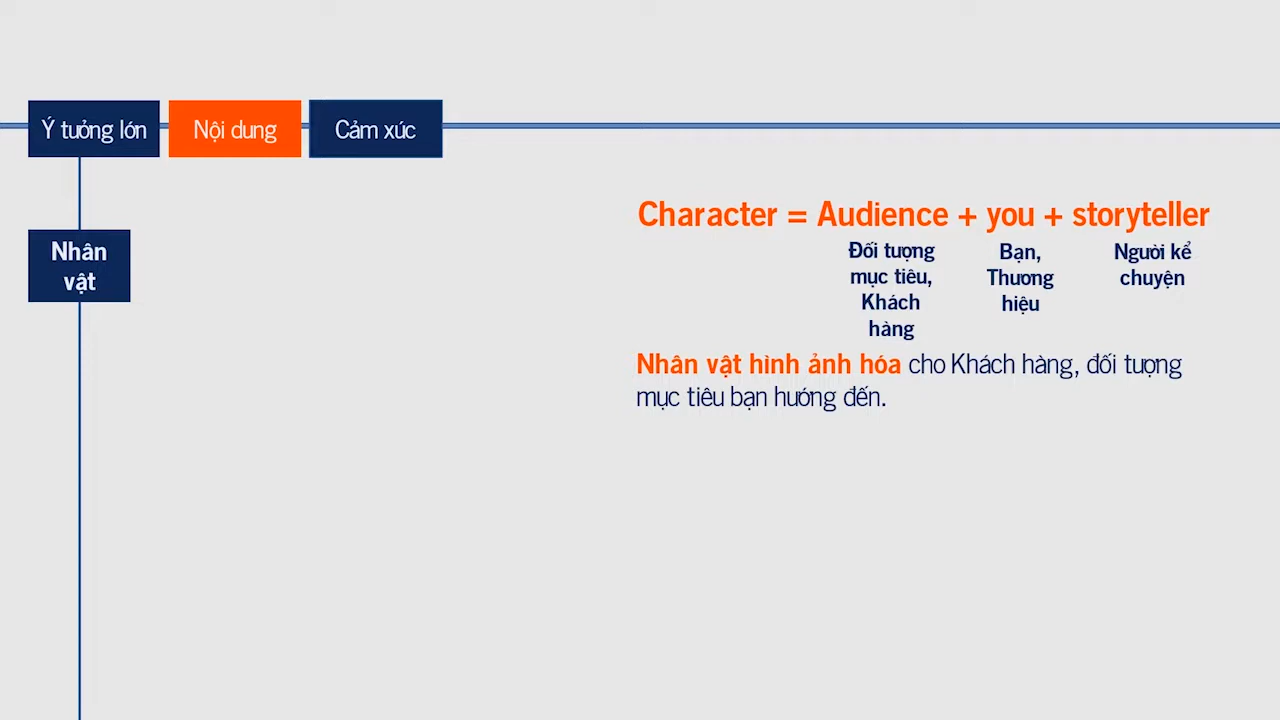 Ý tưởng lớn
Nội dung
Cảm xúc
Nhân
vật
Character = Audience + you + storyteller
Đối tượng
mục tiêu,
Khách
hàng
Bạn,
Thương
hiệu
Người kể
chuyện
Nhân vật hình ảnh hóa cho Khách hàng, đối tượng
mục tiêu bạn hướng đến.